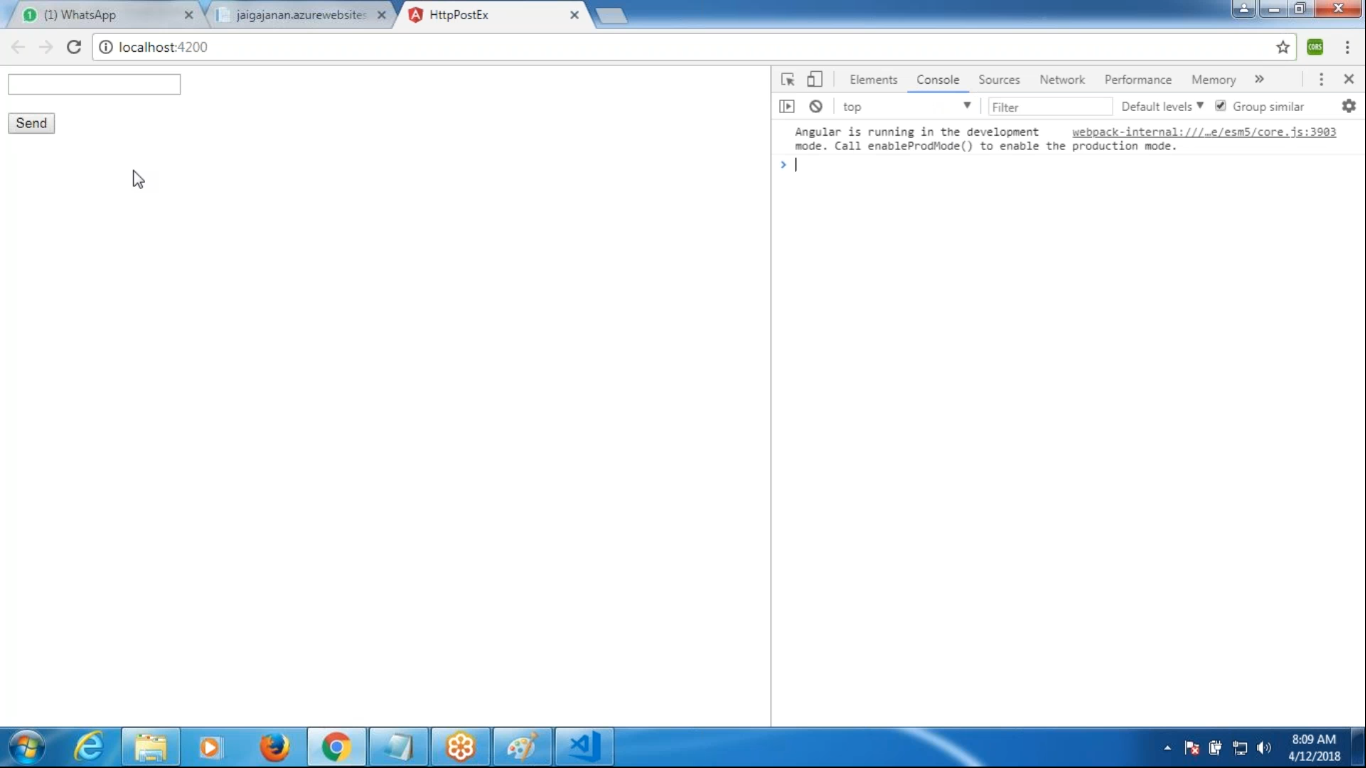 (1) WhatsApp
jaigajanan.azurewebsites
HttpPostEx
localhost:4200
CORS
Send
Elements Console Sources Network Performance Memory »
top Filter Default levels Group similar
Angular is running in the development webpack-internal:///…e/esm5/core.js:3903
mode. Call enableProdMode() to enable the production mode.
8:09 AM
4/12/2018